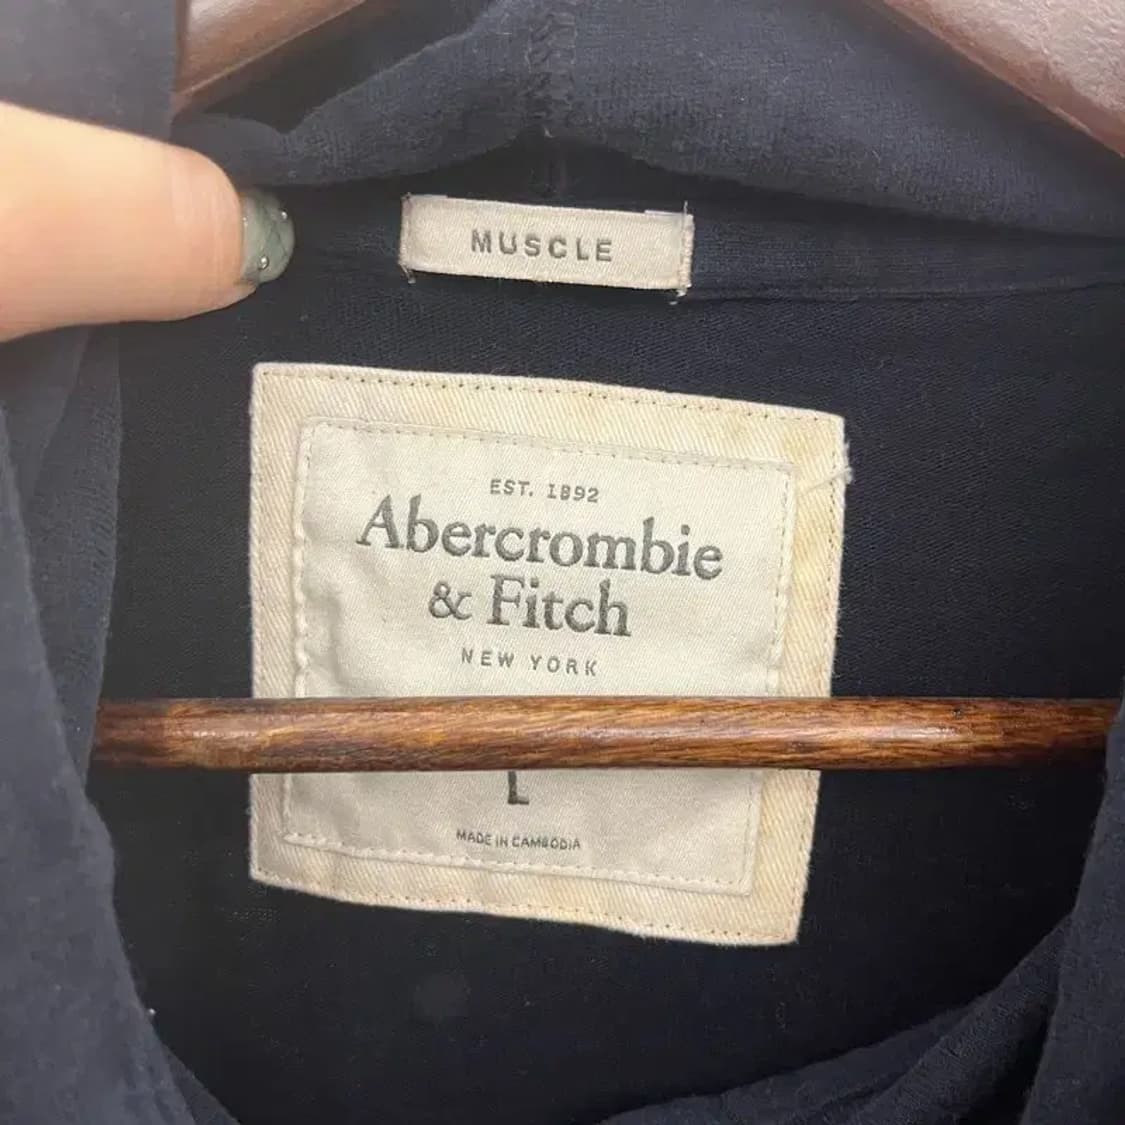 MUSCLE
EST. 1892
Abercrombie
& Fitch
NEW YORK
L
MADE IN CAMBODIA